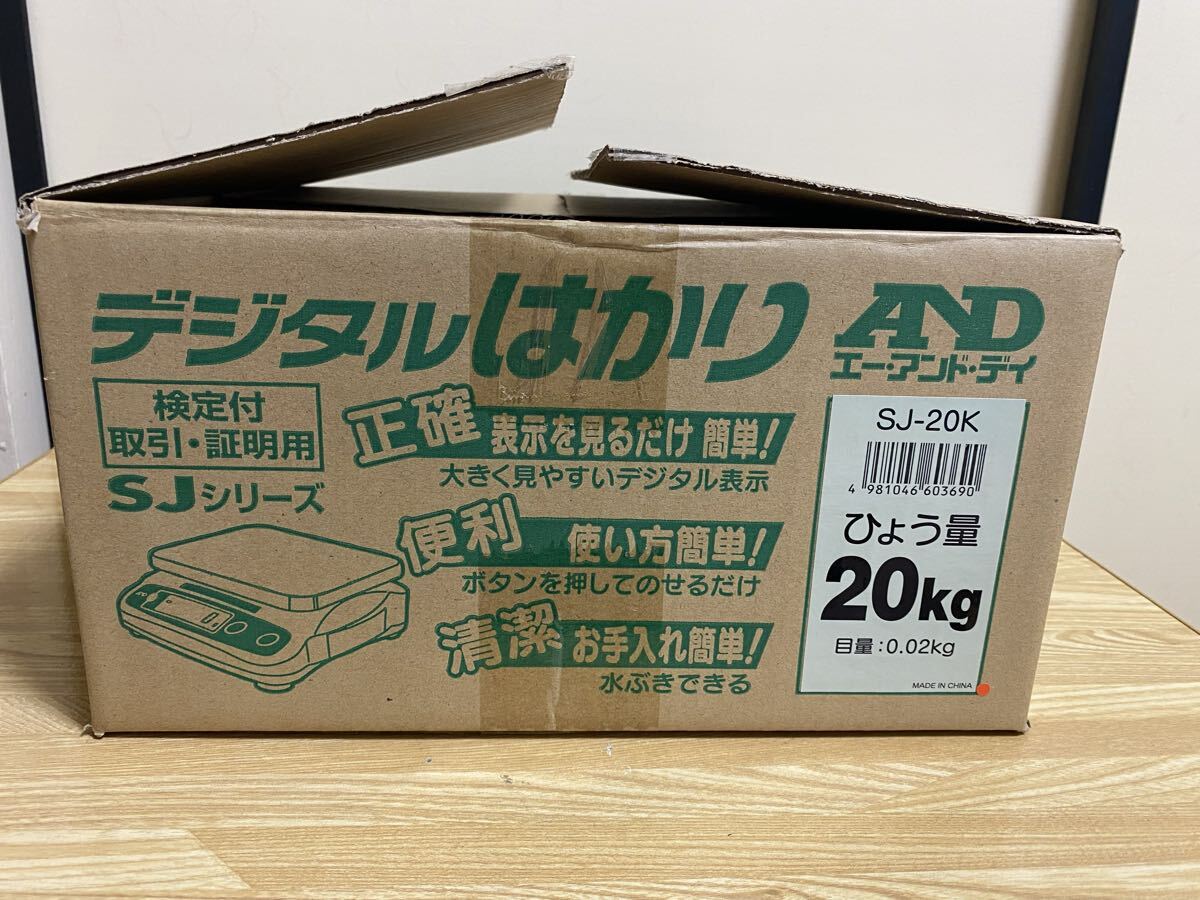 デジタルはかり
AND
エー・アンド・デイ
検定付
取引・証明用
SJシリーズ
正確 表示を見るだけ 簡単!
大きく見やすいデジタル表示
便利 使い方簡単!
ボタンを押してのせるだけ
清潔 お手入れ簡単!
水ぶきできる
SJ-20K
4 981046 603690
ひょう量
20kg
目量:0.02kg
MADE IN CHINA